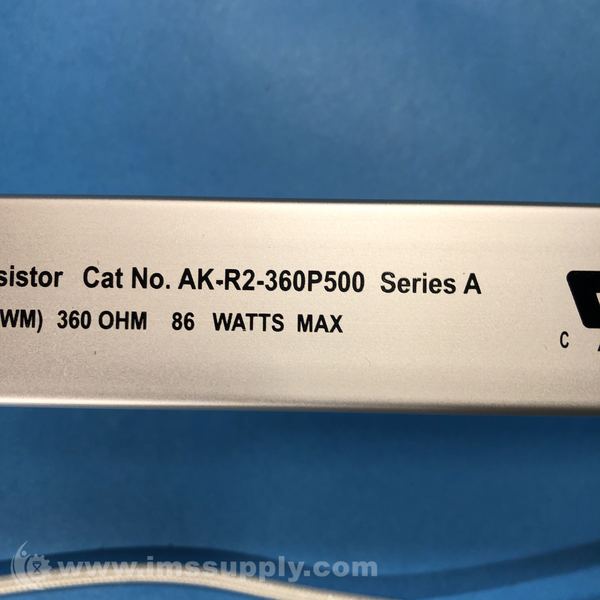 sistor Cat No. AK-R2-360P500 Series A
WM) 360 OHM 86 WATTS MAX
C
www.imssupply.com